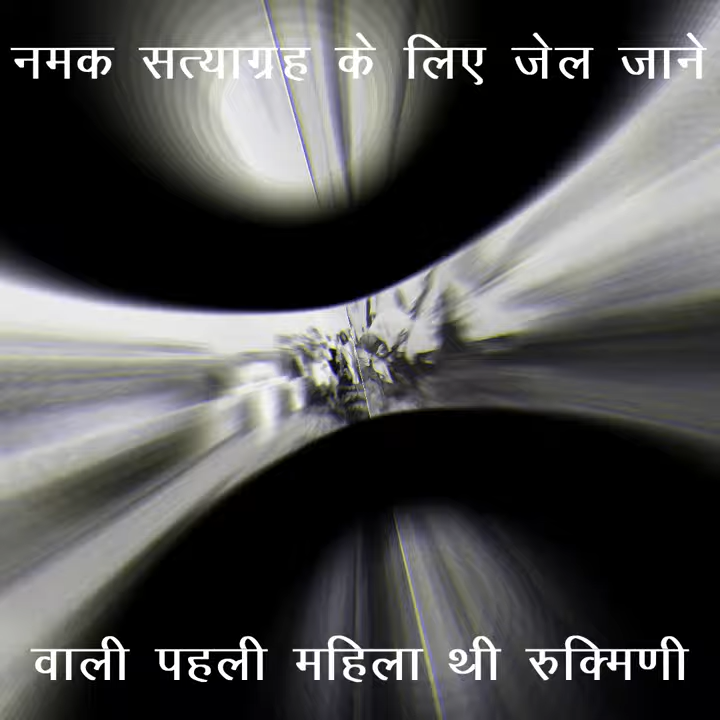 नमक सत्याग्रह के लिए जेल जाने
वाली पहली महिला थी रुक्मिणी